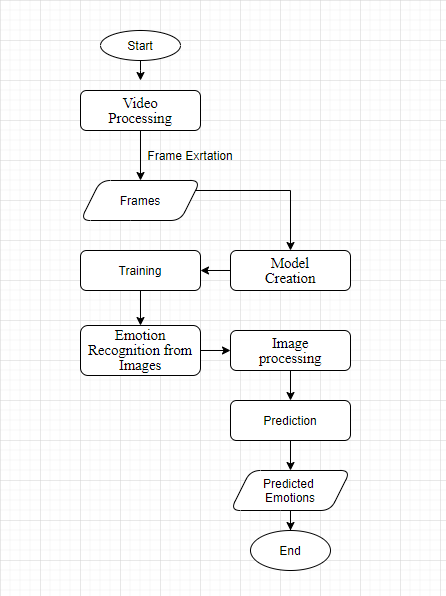 Start
Video
Processing
Frame Exrtation
Frames
Model
Creation
Training
Emotion
Recognition from
Images
Image
processing
Prediction
Predicted
Emotions
End